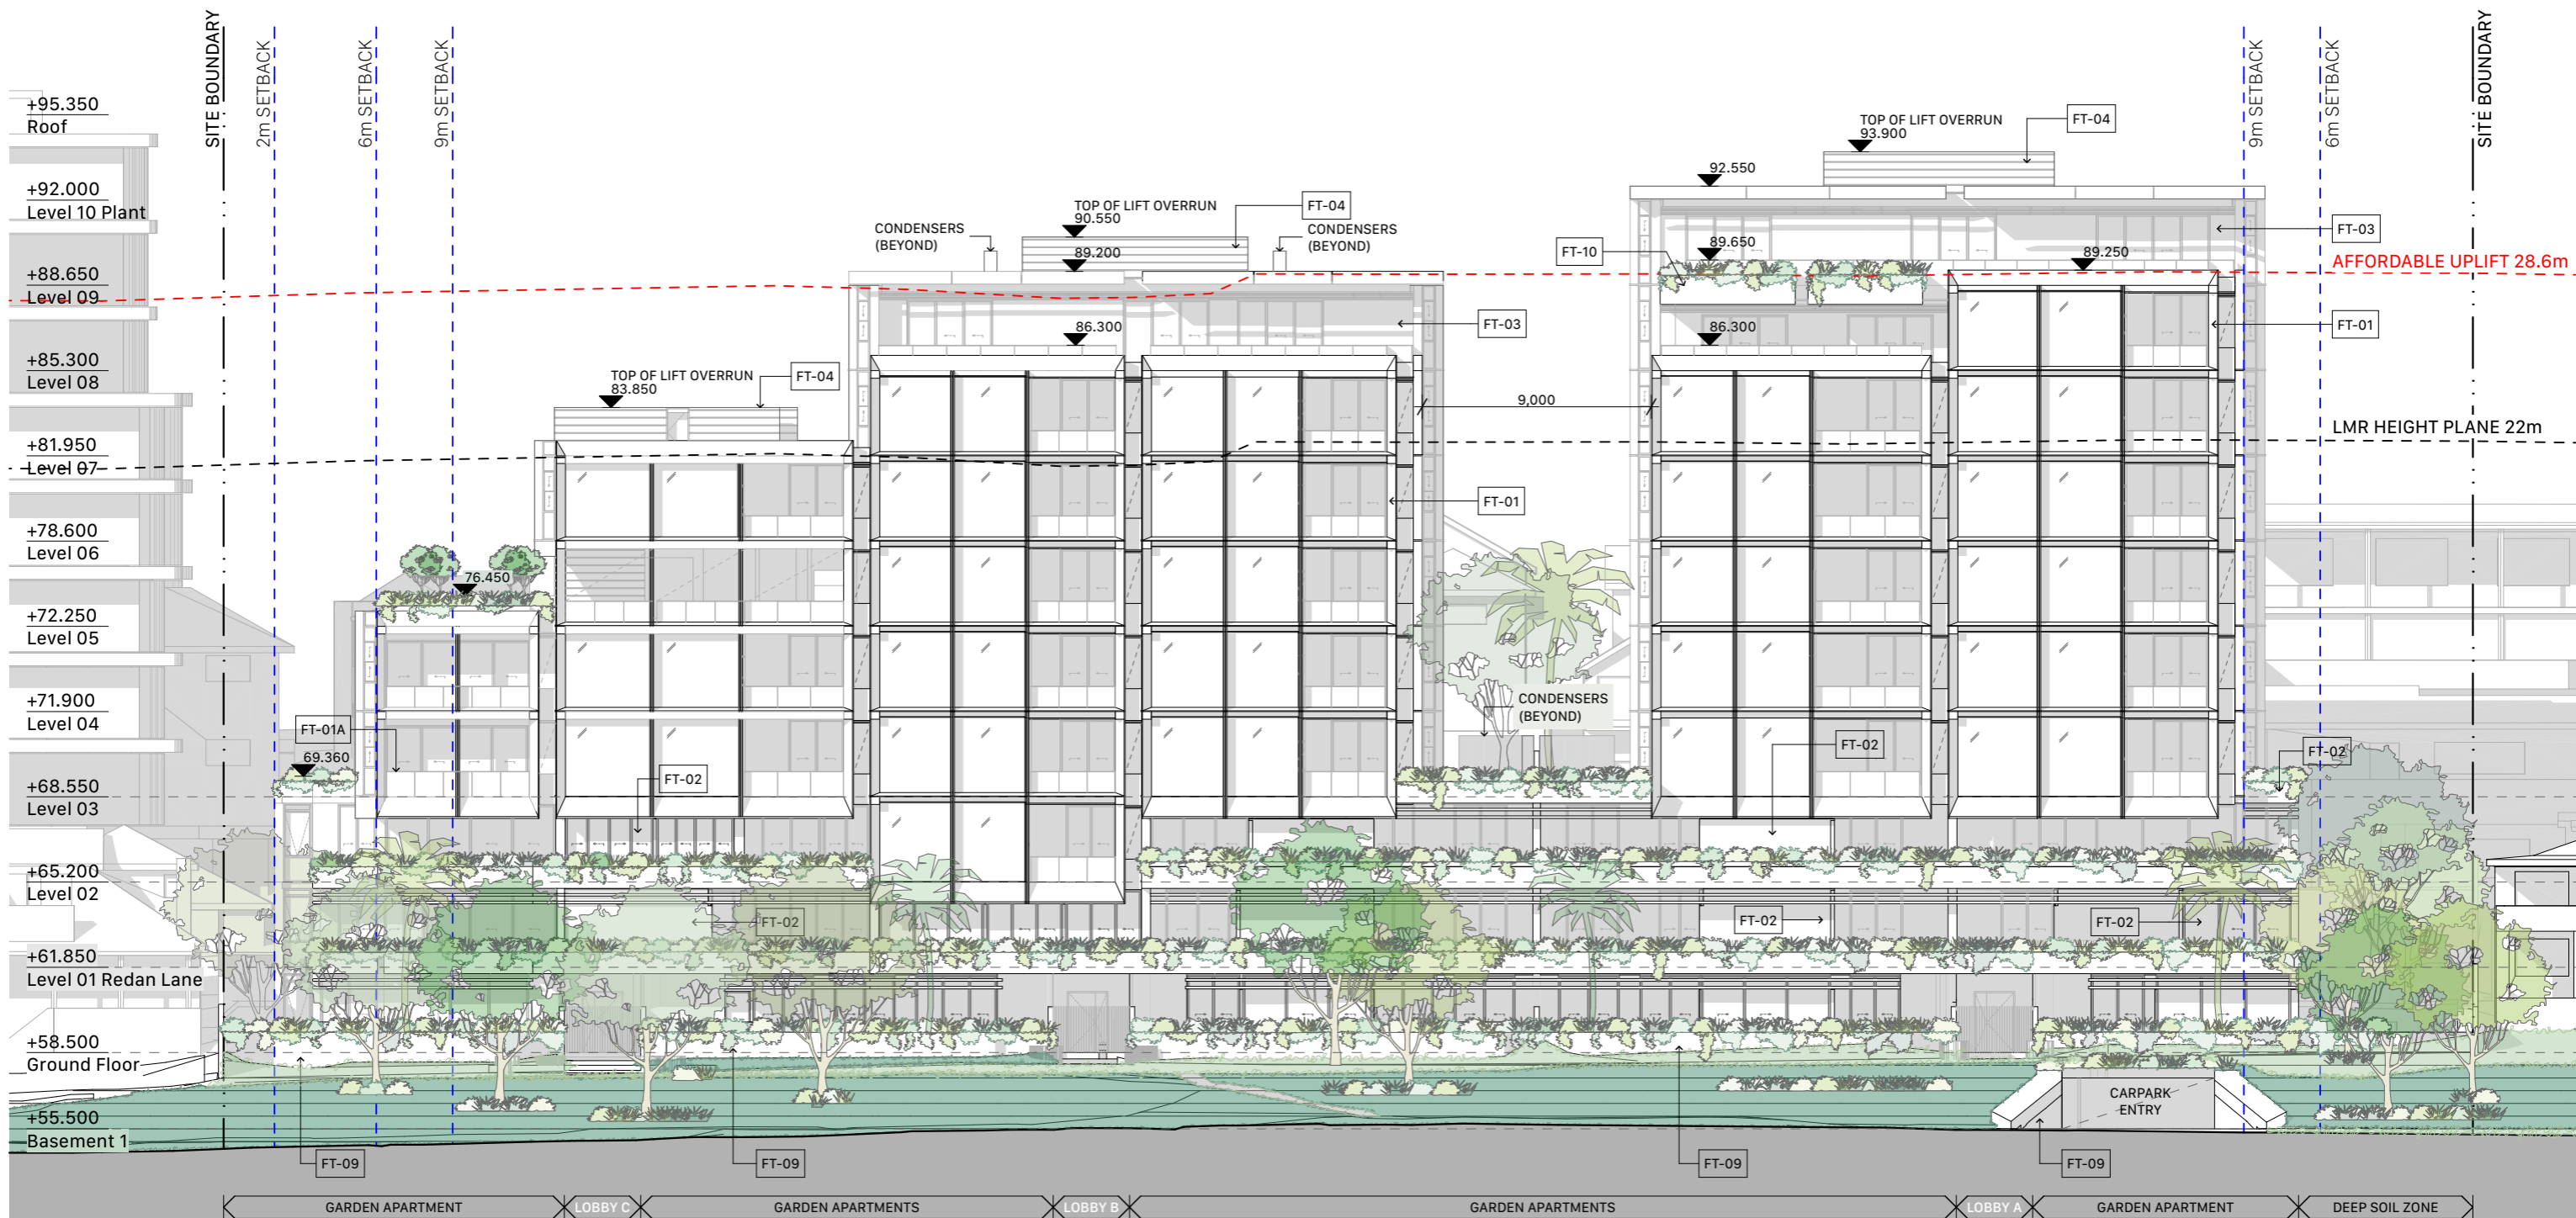 SITE BOUNDARY
2m SETBACK
6m SETBACK
9m SETBACK
9m SETBACK
6m SETBACK
SITE BOUNDARY
+95.350
Roof
+92.000
Level 10 Plant
+88.650
Level 09
+85.300
Level 08
+81.950
Level 07
+78.600
Level 06
+72.250
Level 05
+71.900
Level 04
+68.550
Level 03
+65.200
Level 02
+61.850
Level 01 Redan Lane
+58.500
Ground Floor
+55.500
Basement 1
TOP OF LIFT OVERRUN
93.900
FT-04
92.550
FT-03
FT-10
89.650
89.250
AFFORDABLE UPLIFT 28.6m
TOP OF LIFT OVERRUN
90.550
FT-04
CONDENSERS
(BEYOND)
CONDENSERS
(BEYOND)
89.200
86.300
FT-03
86.300
FT-01
TOP OF LIFT OVERRUN
83.850
FT-04
9,000
LMR HEIGHT PLANE 22m
FT-01
76.450
FT-01A
69.360
FT-02
CONDENSERS
(BEYOND)
FT-02
FT-02
FT-02
FT-02
FT-02
CARPARK
ENTRY
FT-09
FT-09
FT-09
FT-09
GARDEN APARTMENT
LOBBY C
GARDEN APARTMENTS
LOBBY B
GARDEN APARTMENTS
LOBBY A
GARDEN APARTMENT
DEEP SOIL ZONE